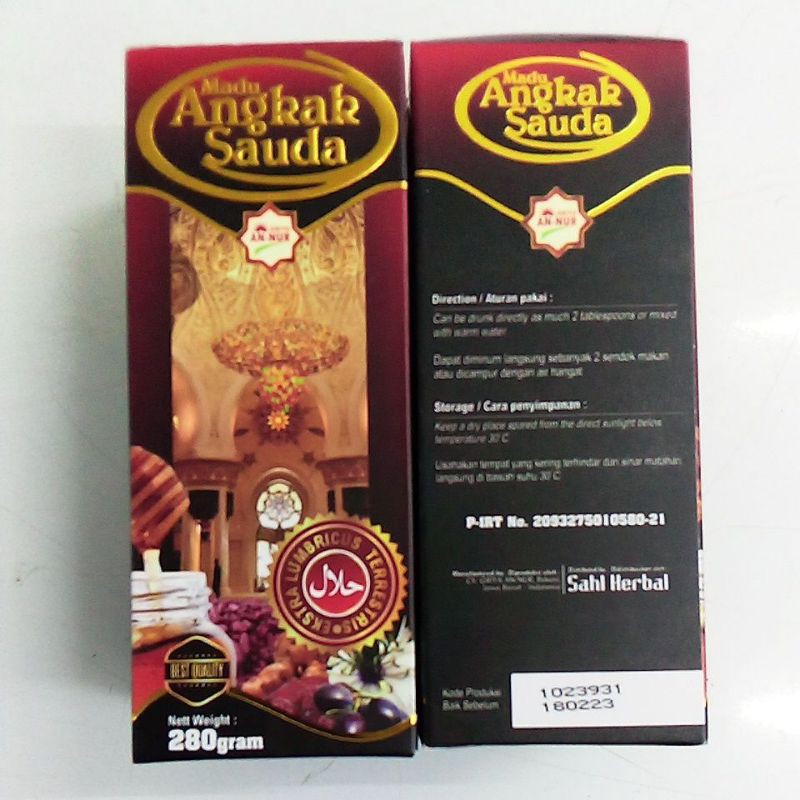 Madu
Angkak
Sauda
AN-NUR
حلال
EKSTRA LUMBRICUS TERRESTRIS
BEST QUALITY
Nett Weight :
280gram
Madu
Angkak
Sauda
AN-NUR
Direction / Aturan pakai :
Can be drunk directly as much 2 tablespoons or mixed
with warm water
Dapat diminum langsung sebanyak 2 sendok makan
atau dicampur dengan air hangat
Storage / Cara penyimpanan :
Keep a dry place spared from the direct sunlight below
temperature 30 C
Usahakan tempat yang kering terhindar dari sinar matahari
langsung di bawah suhu 30 C
P-IRT No. 2093275010580-21
Sahl Herbal
Kode Produksi
1023931
Baik Sebelum
180223